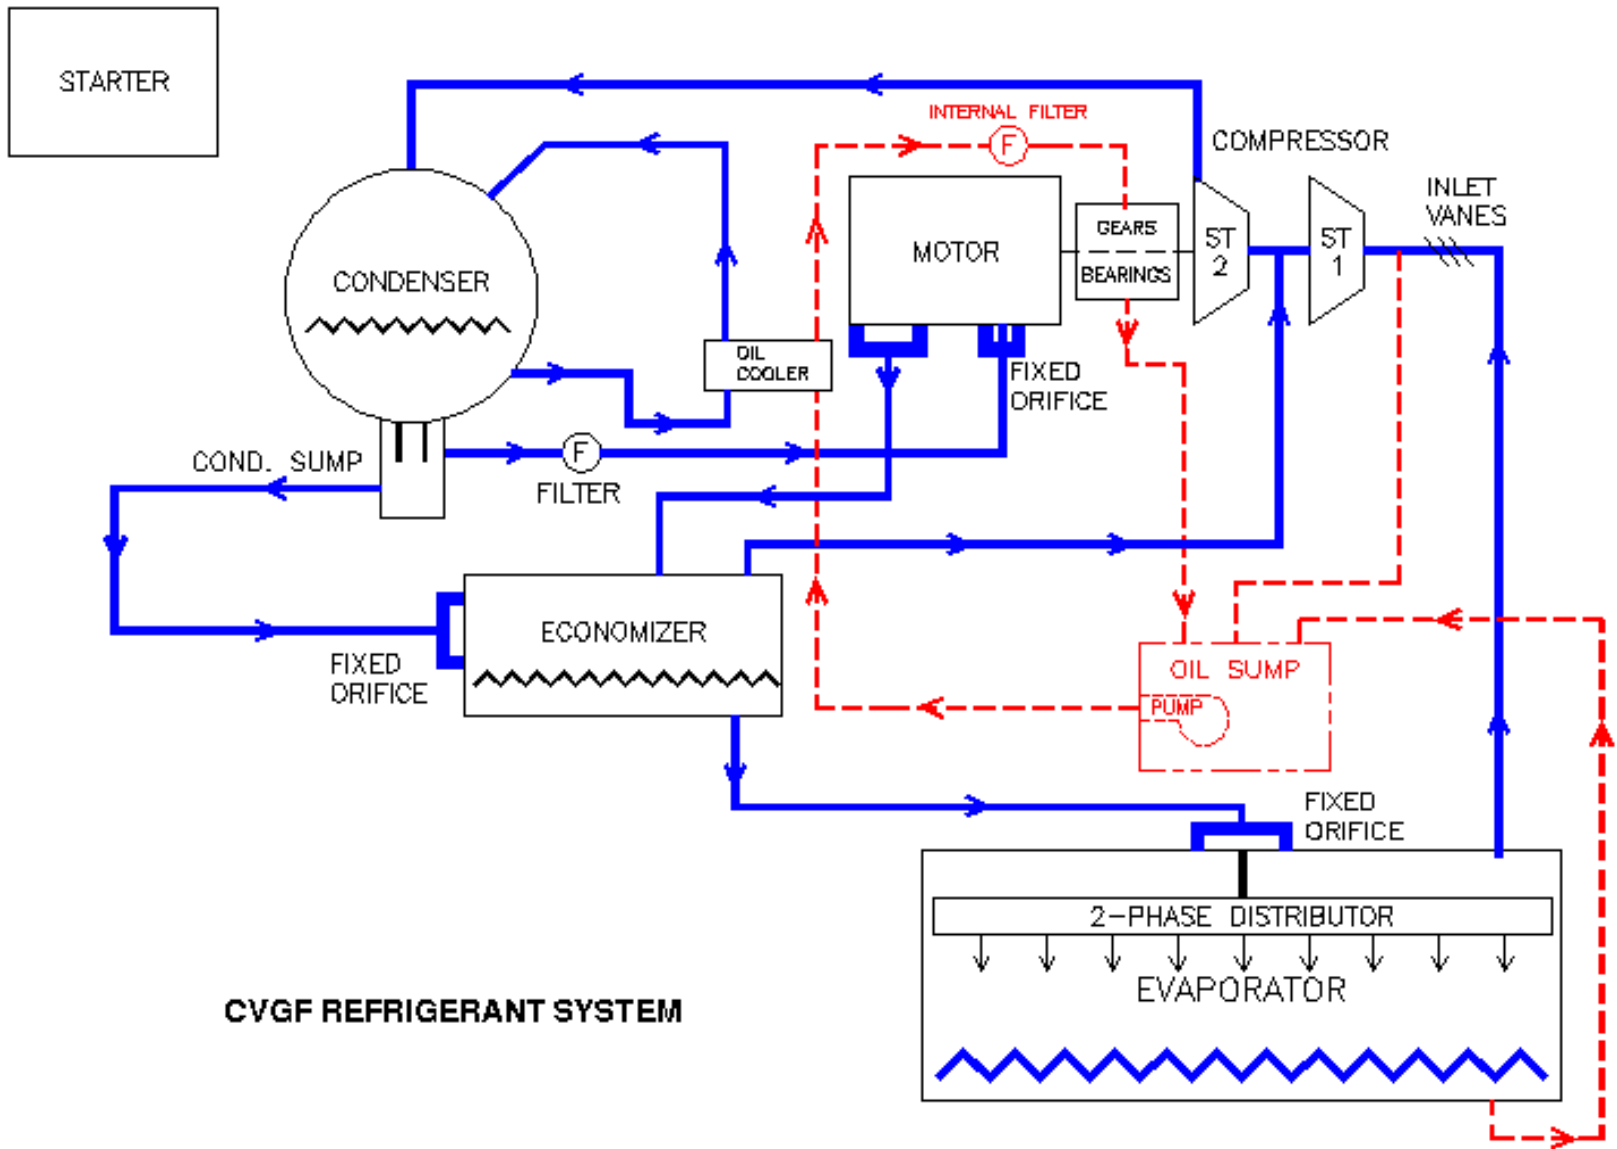 STARTER
INTERNAL FILTER
F
COMPRESSOR
INLET
VANES
GEARS
BEARINGS
MOTOR
ST
2
ST
1
CONDENSER
OIL
COOLER
FIXED
ORIFICE
COND. SUMP
F
FILTER
ECONOMIZER
FIXED
ORIFICE
OIL SUMP
PUMP
FIXED
ORIFICE
2-PHASE DISTRIBUTOR
EVAPORATOR
CVGF REFRIGERANT SYSTEM